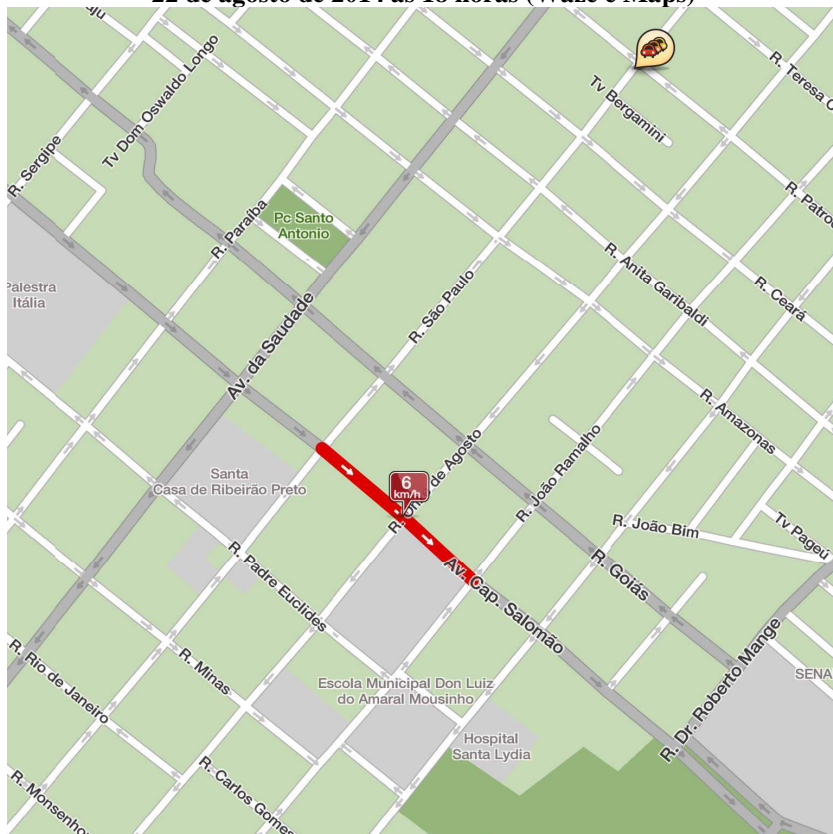 22 de agosto de 2014 às 18 horas (Waze e Maps)
Tv Dom Oswaldo Longo
R. Teresa
Tv Bergamini
R. Sergipe
R. Paraíba
Pc Santo
Antonio
R. Patroc
R. Anita Garibaldi
R. Ceará
Palestra
Itália
R. São Paulo
Av. da Saudade
R. Amazonas
6
km/h
R. Onze de Agosto
R. João Ramalho
Santa
Casa de Ribeirão Preto
R. João Bim
Tv Pageú
R. Padre Euclides
Av. Cap. Salomão
R. Goiás
R. Dr. Roberto Mange
SENA
R. Rio de Janeiro
R. Minas
Escola Municipal Don Luiz
do Amaral Mousinho
Hospital
Santa Lydia
R. Carlos Gomes
R. Monsenho